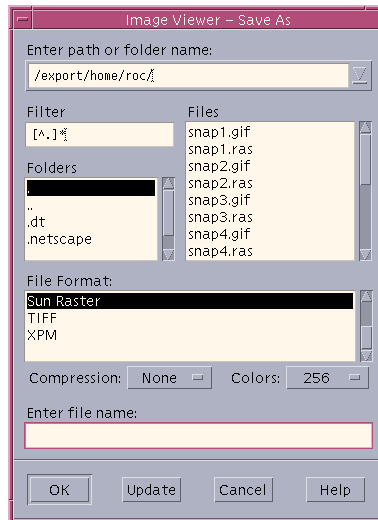 Image Viewer – Save As
Enter path or folder name:
/export/home/roc/
Filter
[^.]*
Files
snap1.gif
snap1.ras
snap2.gif
snap2.ras
snap3.gif
snap3.ras
snap4.gif
snap4.ras
Folders
.
..
.dt
.netscape
File Format:
Sun Raster
TIFF
XPM
Compression: None Colors: 256
Enter file name:
OK Update Cancel Help